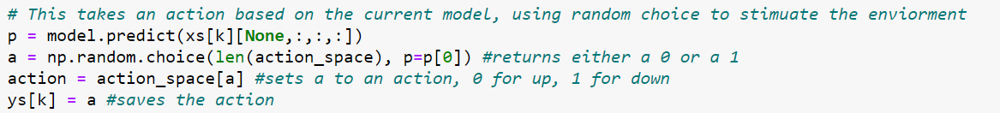 # This takes an action based on the current model, using random choice to stimuate the enviorment
p = model.predict(xs[k][None,:,:,:])
a = np.random.choice(len(action_space), p=p[0]) #returns either a 0 or a 1
action = action_space[a] #sets a to an action, 0 for up, 1 for down
ys[k] = a #saves the action